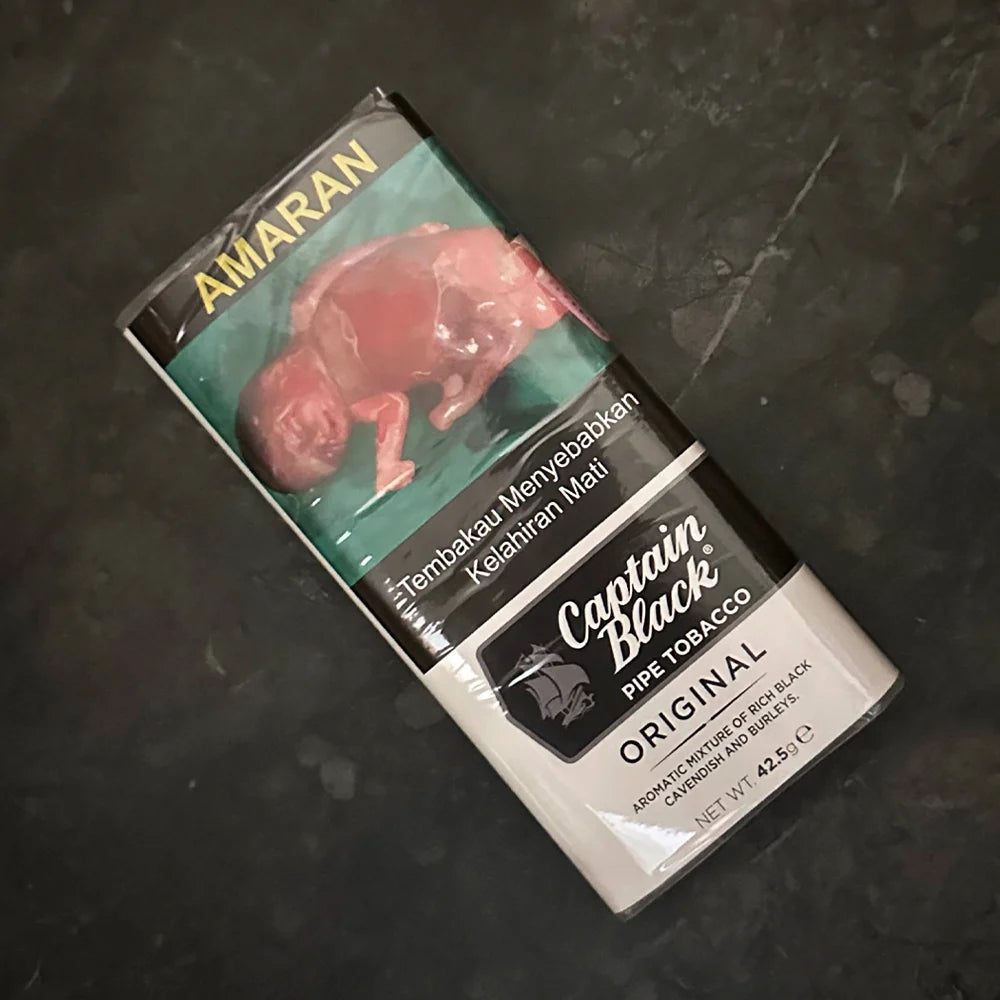 AMARAN
Tembakau Menyebabkan
Kelahiran Mati
Captain
Black®
PIPE TOBACCO
ORIGINAL
AROMATIC MIXTURE OF RICH BLACK
CAVENDISH AND BURLEYS.
NET WT. 42.5g ℮